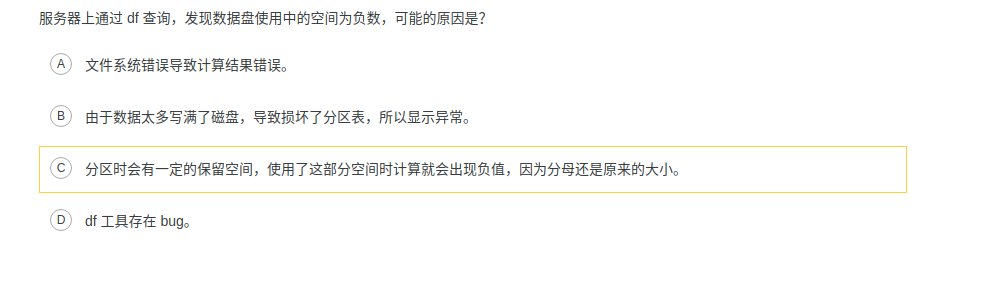 服务器上通过 df 查询，发现数据盘使用中的空间为负数，可能的原因是？
A 文件系统错误导致计算结果错误。
B 由于数据太多写满了磁盘，导致损坏了分区表，所以显示异常。
C 分区时会有一定的保留空间，使用了这部分空间时计算就会出现负值，因为分母还是原来的大小。
D df 工具存在 bug。